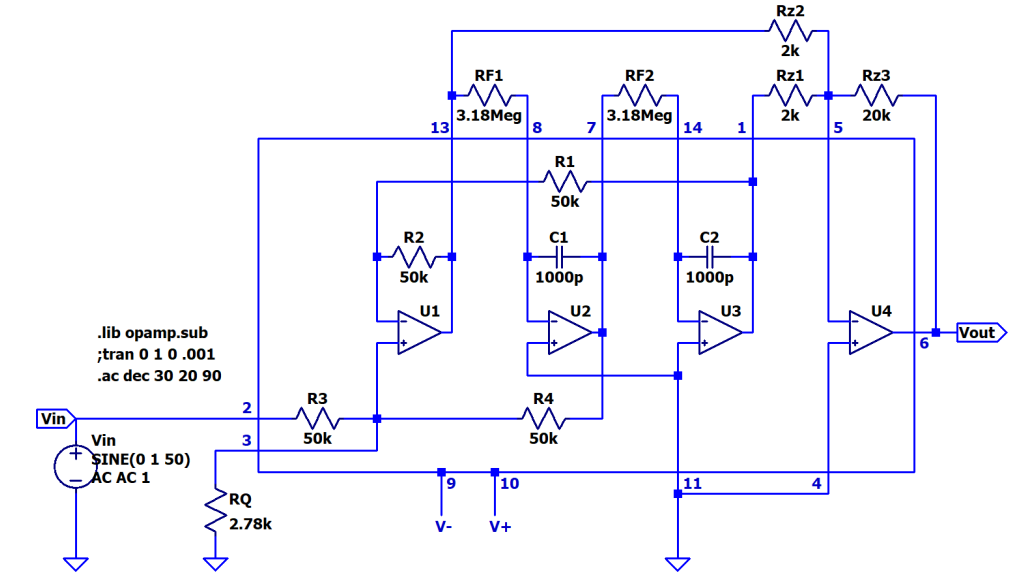 Rz2
2k
RF1
RF2
Rz1
Rz3
3.18Meg
3.18Meg
2k
20k
13
8
7
14
1
5
R1
50k
R2
C1
C2
50k
1000p
1000p
U1
U2
U3
U4
.lib opamp.sub
;tran 0 1 0 .001
.ac dec 30 20 90
Vout
6
Vin
2
R3
R4
50k
50k
3
Vin
SINE(0 1 50)
AC AC 1
9
10
11
4
RQ
2.78k
V-
V+